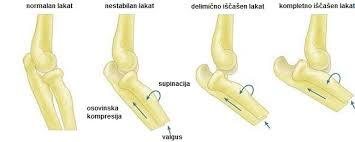 normalan lakat
nestabilan lakat
delimično iščašen lakat
kompletno iščašen lakat
supinacija
osovinska
kompresija
valgus